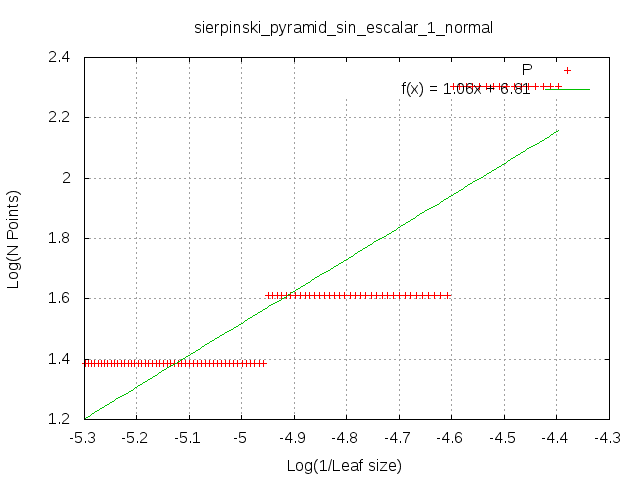 sierpinski_pyramid_sin_escalar_1_normal
2.4
2.2
2
1.8
1.6
1.4
1.2
Log(N Points)
P
f(x) = 1.06x + 6.81
-5.3 -5.2 -5.1 -5 -4.9 -4.8 -4.7 -4.6 -4.5 -4.4 -4.3
Log(1/Leaf size)